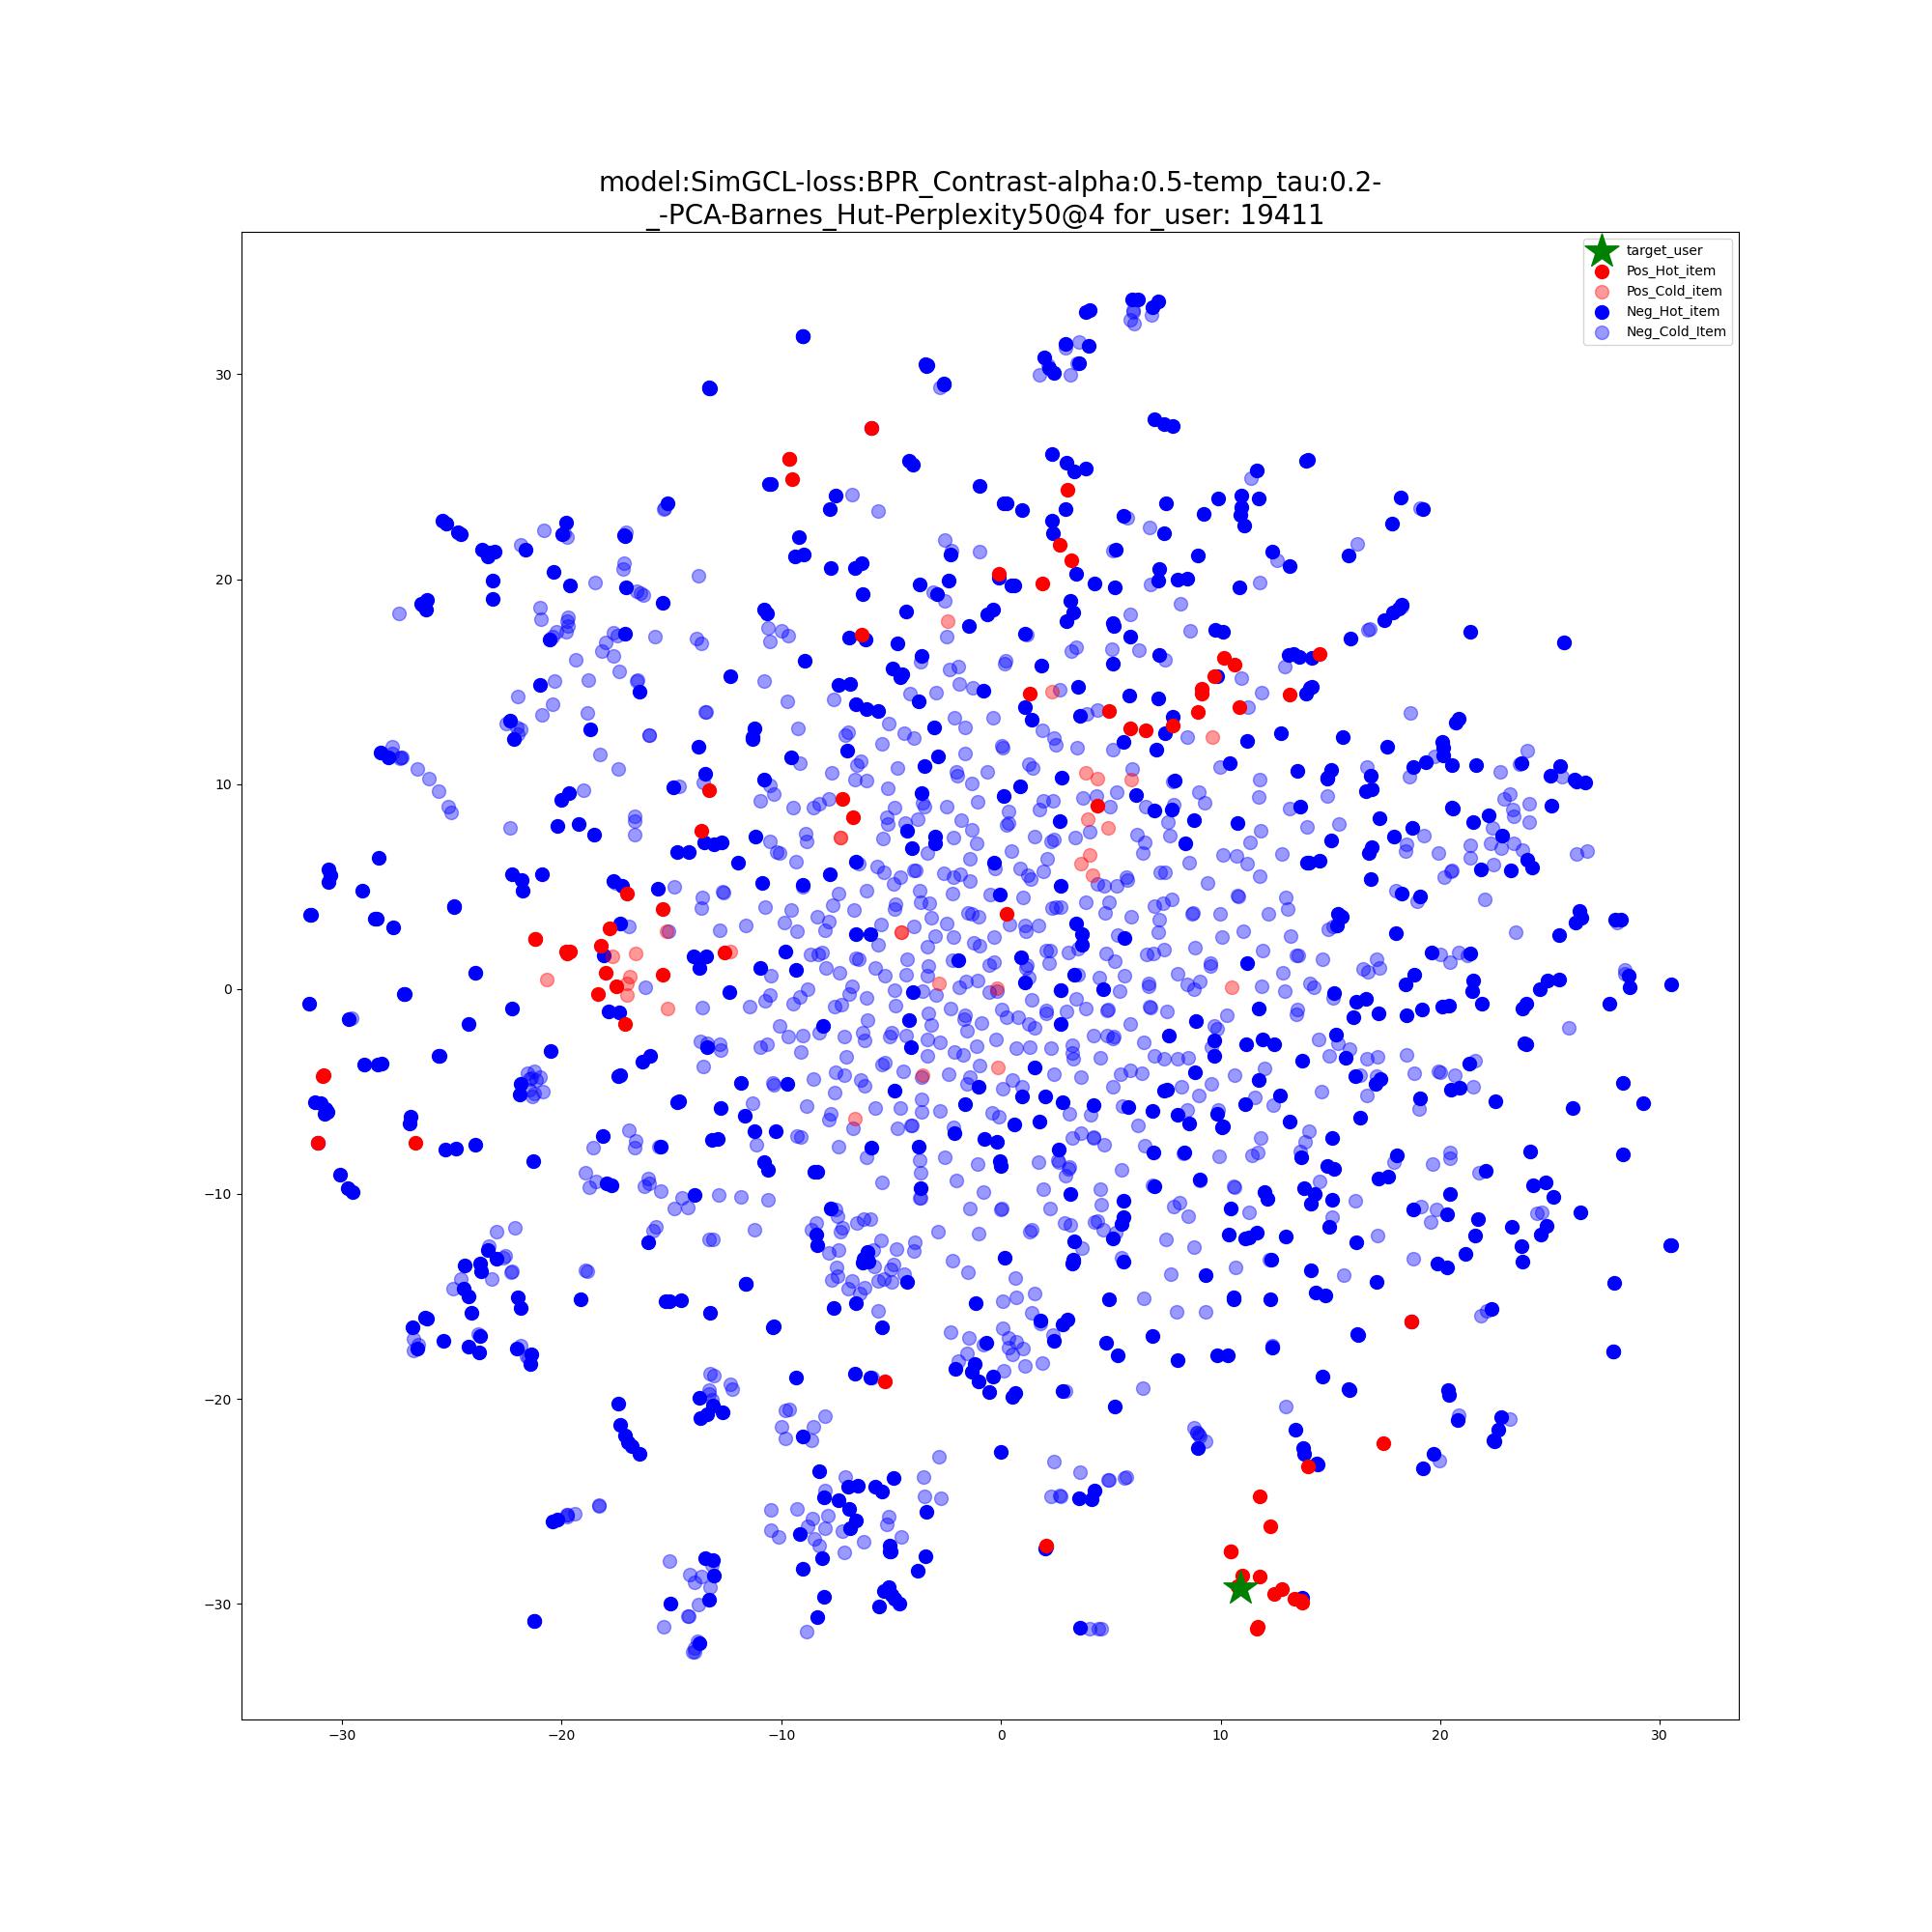 model:SimGCL-loss:BPR_Contrast-alpha:0.5-temp_tau:0.2-
_-PCA-Barnes_Hut-Perplexity50@4 for_user: 19411
target_user
Pos_Hot_item
Pos_Cold_item
Neg_Hot_item
Neg_Cold_Item
30
20
10
0
−10
−20
−30
−30
−20
−10
0
10
20
30